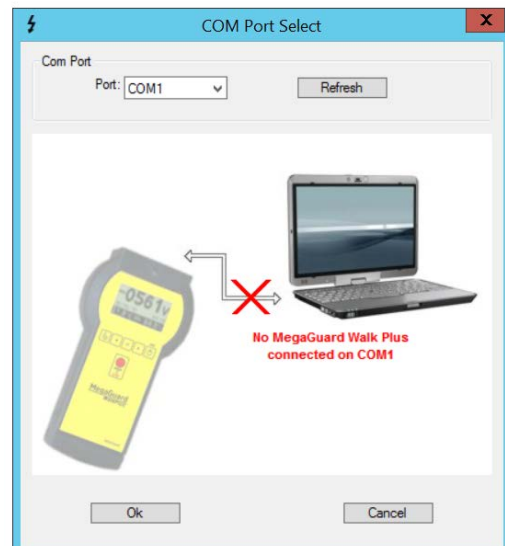 COM Port Select
X
Com Port
Port: COM1
Refresh
-0561v
MegaGuard
No MegaGuard Walk Plus
connected on COM1
Ok
Cancel